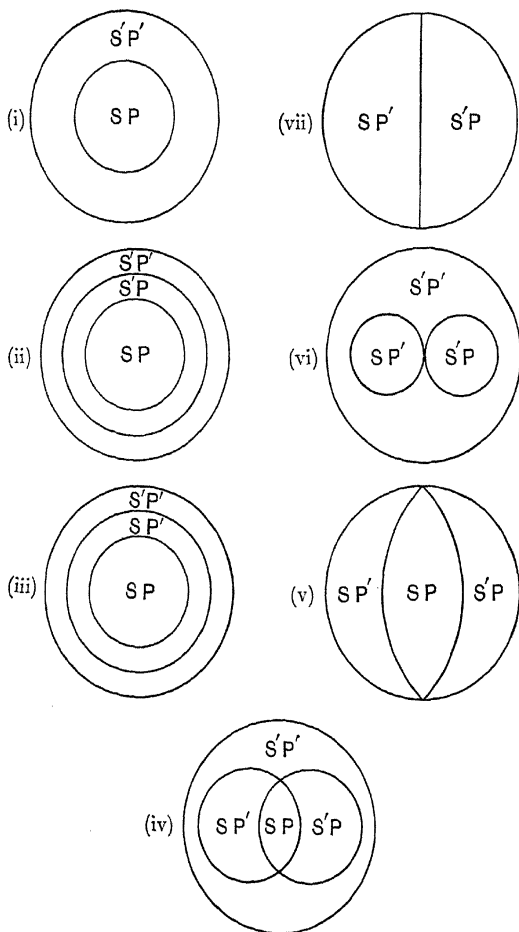 (i)
S′P′
SP
(vii)
SP′ S′P
(ii)
S′P′
S′P
SP
(vi)
S′P′
SP′ S′P
(iii)
S′P′
SP′
SP
(v)
SP′ SP S′P
(iv)
S′P′
SP′ SP S′P